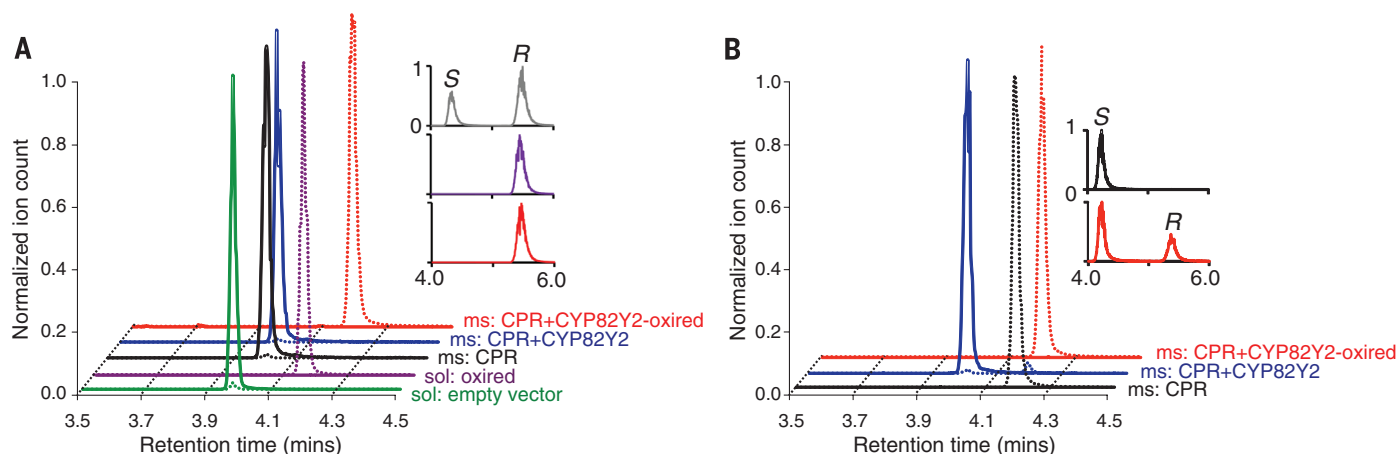 A
Normalized ion count
1.0
0.8
0.6
0.4
0.2
0.0
3.5 3.7 3.9 4.1 4.3 4.5
Retention time (mins)
ms: CPR+CYP82Y2-oxired
ms: CPR+CYP82Y2
ms: CPR
sol: oxired
sol: empty vector
S R
1
0
4.0 6.0
B
Normalized ion count
1.0
0.8
0.6
0.4
0.2
0.0
3.5 3.7 3.9 4.1 4.3 4.5
Retention time (mins)
ms: CPR+CYP82Y2-oxired
ms: CPR+CYP82Y2
ms: CPR
S
1
0
R
4.0 6.0